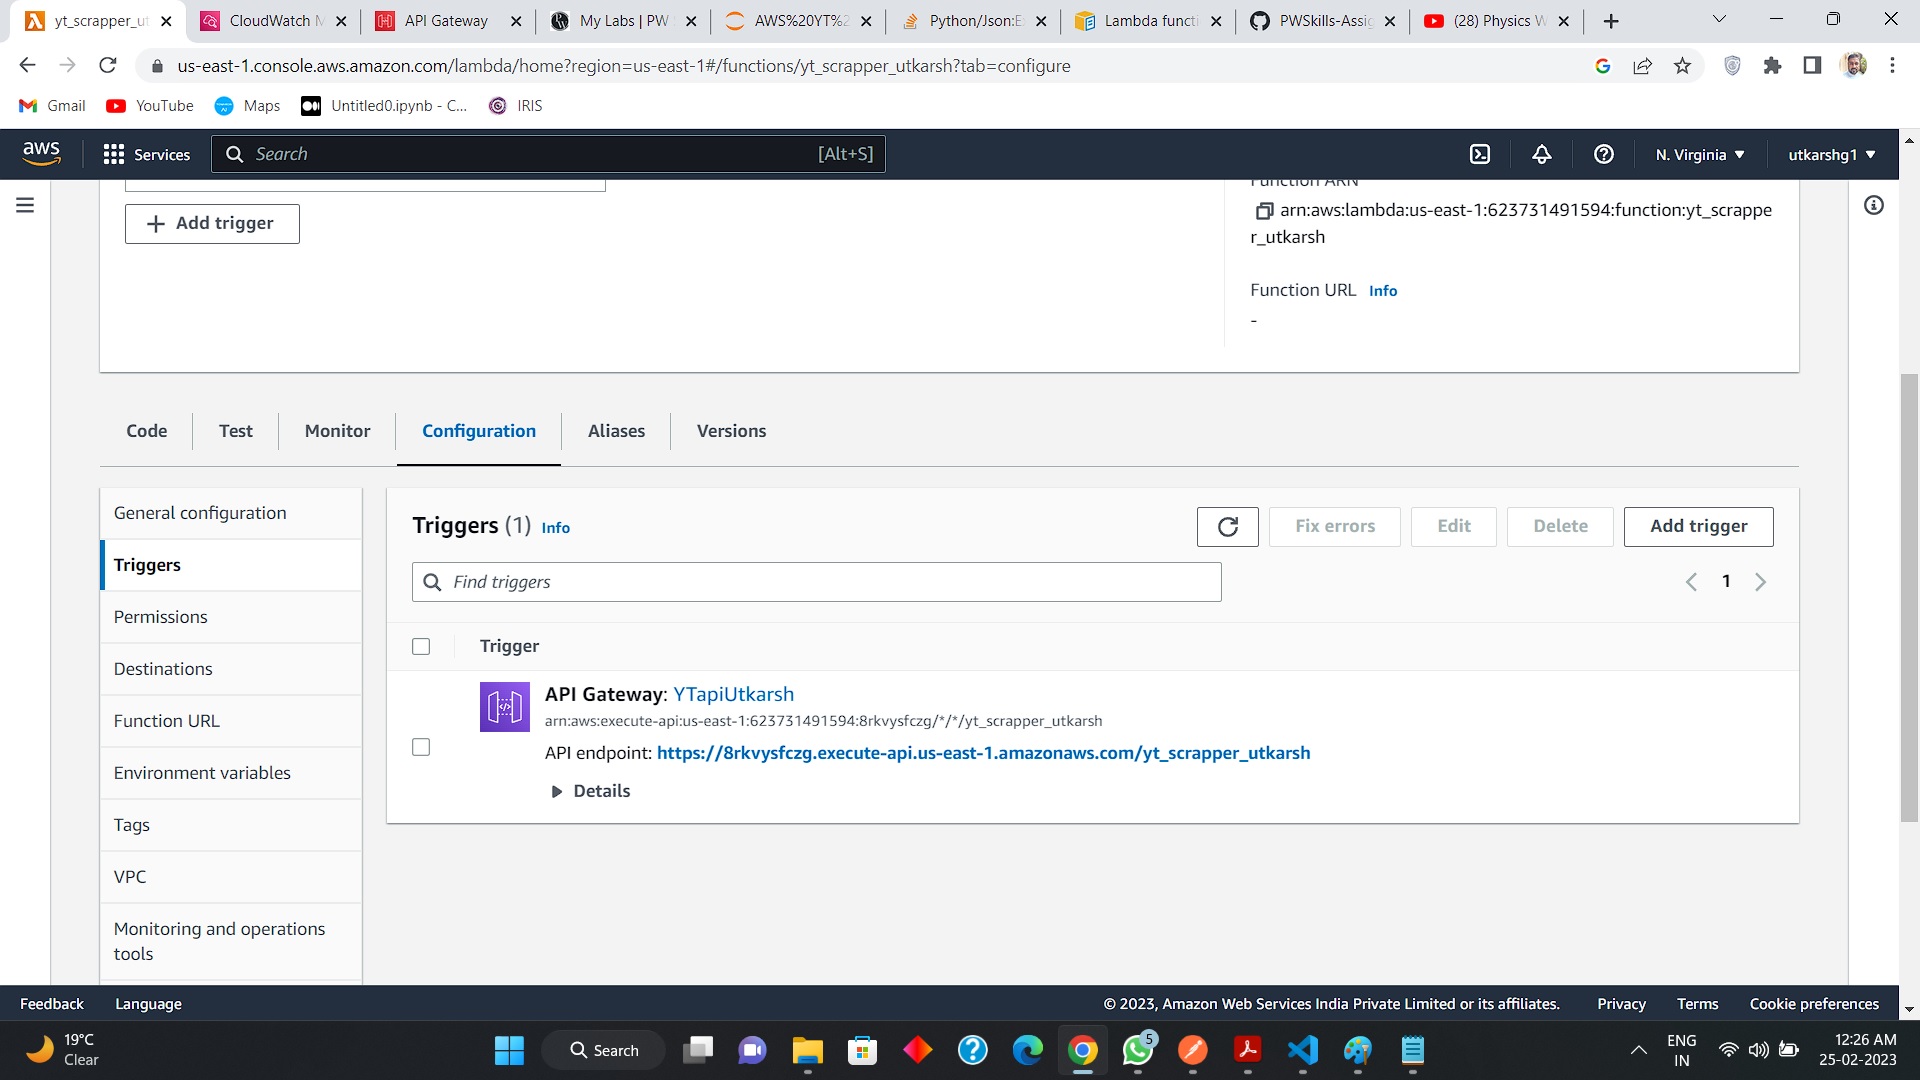 yt_scrapper_ut
CloudWatch M
API Gateway
My Labs | PW
AWS%20YT%2
Python/Json:E
Lambda functi
PWSkills-Assig
(28) Physics W
us-east-1.console.aws.amazon.com/lambda/home?region=us-east-1#/functions/yt_scrapper_utkarsh?tab=configure
Gmail
YouTube
Maps
Untitled0.ipynb - C...
IRIS
aws
Services
Search
[Alt+S]
N. Virginia
utkarshg1
Function ARN
Add trigger
arn:aws:lambda:us-east-1:623731491594:function:yt_scrappe
r_utkarsh
Function URL Info
-
Code
Test
Monitor
Configuration
Aliases
Versions
General configuration
Triggers
Permissions
Destinations
Function URL
Environment variables
Tags
VPC
Monitoring and operations
tools
Triggers (1) Info
Fix errors
Edit
Delete
Add trigger
Find triggers
1
Trigger
API Gateway: YTapiUtkarsh
arn:aws:execute-api:us-east-1:623731491594:8rkvysfczg/*/*/yt_scrapper_utkarsh
API endpoint: https://8rkvysfczg.execute-api.us-east-1.amazonaws.com/yt_scrapper_utkarsh
Details
Feedback
Language
© 2023, Amazon Web Services India Private Limited or its affiliates.
Privacy
Terms
Cookie preferences
19°C
Clear
Search
5
ENG
IN
12:26 AM
25-02-2023